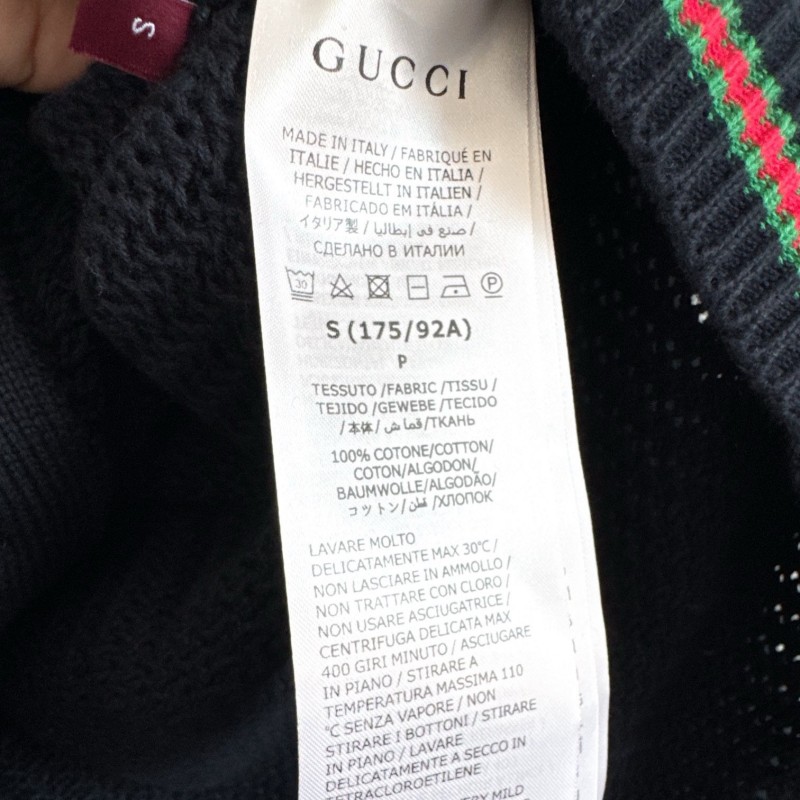 S
GUCCI
MADE IN ITALY / FABRIQUÉ EN
ITALIE / HECHO EN ITALIA /
HERGESTELLT IN ITALIEN /
FABRICADO EM ITÁLIA /
イタリア製 / صنع في إيطاليا /
СДЕЛАНО В ИТАЛИИ
30 P
S (175/92A)
P
TESSUTO /FABRIC /TISSU /
TEJIDO /GEWEBE /TECIDO
/本体/ قماش /ТКАНЬ
100% COTONE/COTTON/
COTON/ALGODON/
BAUMWOLLE/ALGODÃO/
コットン/ قطن /ХЛОПОК
LAVARE MOLTO
DELICATAMENTE MAX 30°C /
NON LASCIARE IN AMMOLLO /
NON TRATTARE CON CLORO /
NON USARE ASCIUGATRICE /
CENTRIFUGA DELICATA MAX
400 GIRI MINUTO / ASCIUGARE
IN PIANO / STIRARE A
TEMPERATURA MASSIMA 110
°C SENZA VAPORE / NON
STIRARE I BOTTONI / STIRARE
IN PIANO / LAVARE
DELICATAMENTE A SECCO IN
TETRACLOROETILENE
VERY MILD